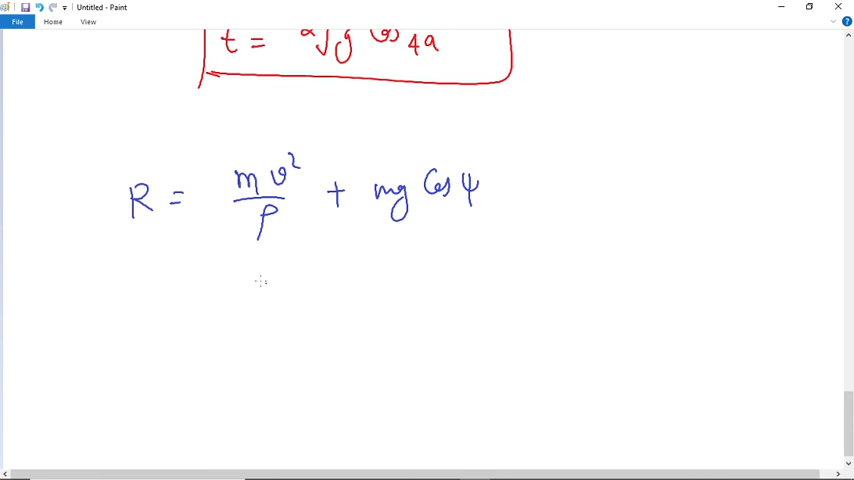 Untitled - Paint
File Home View
t = 2√g cos 4a
R = mv²/ρ + mg Cos ψ